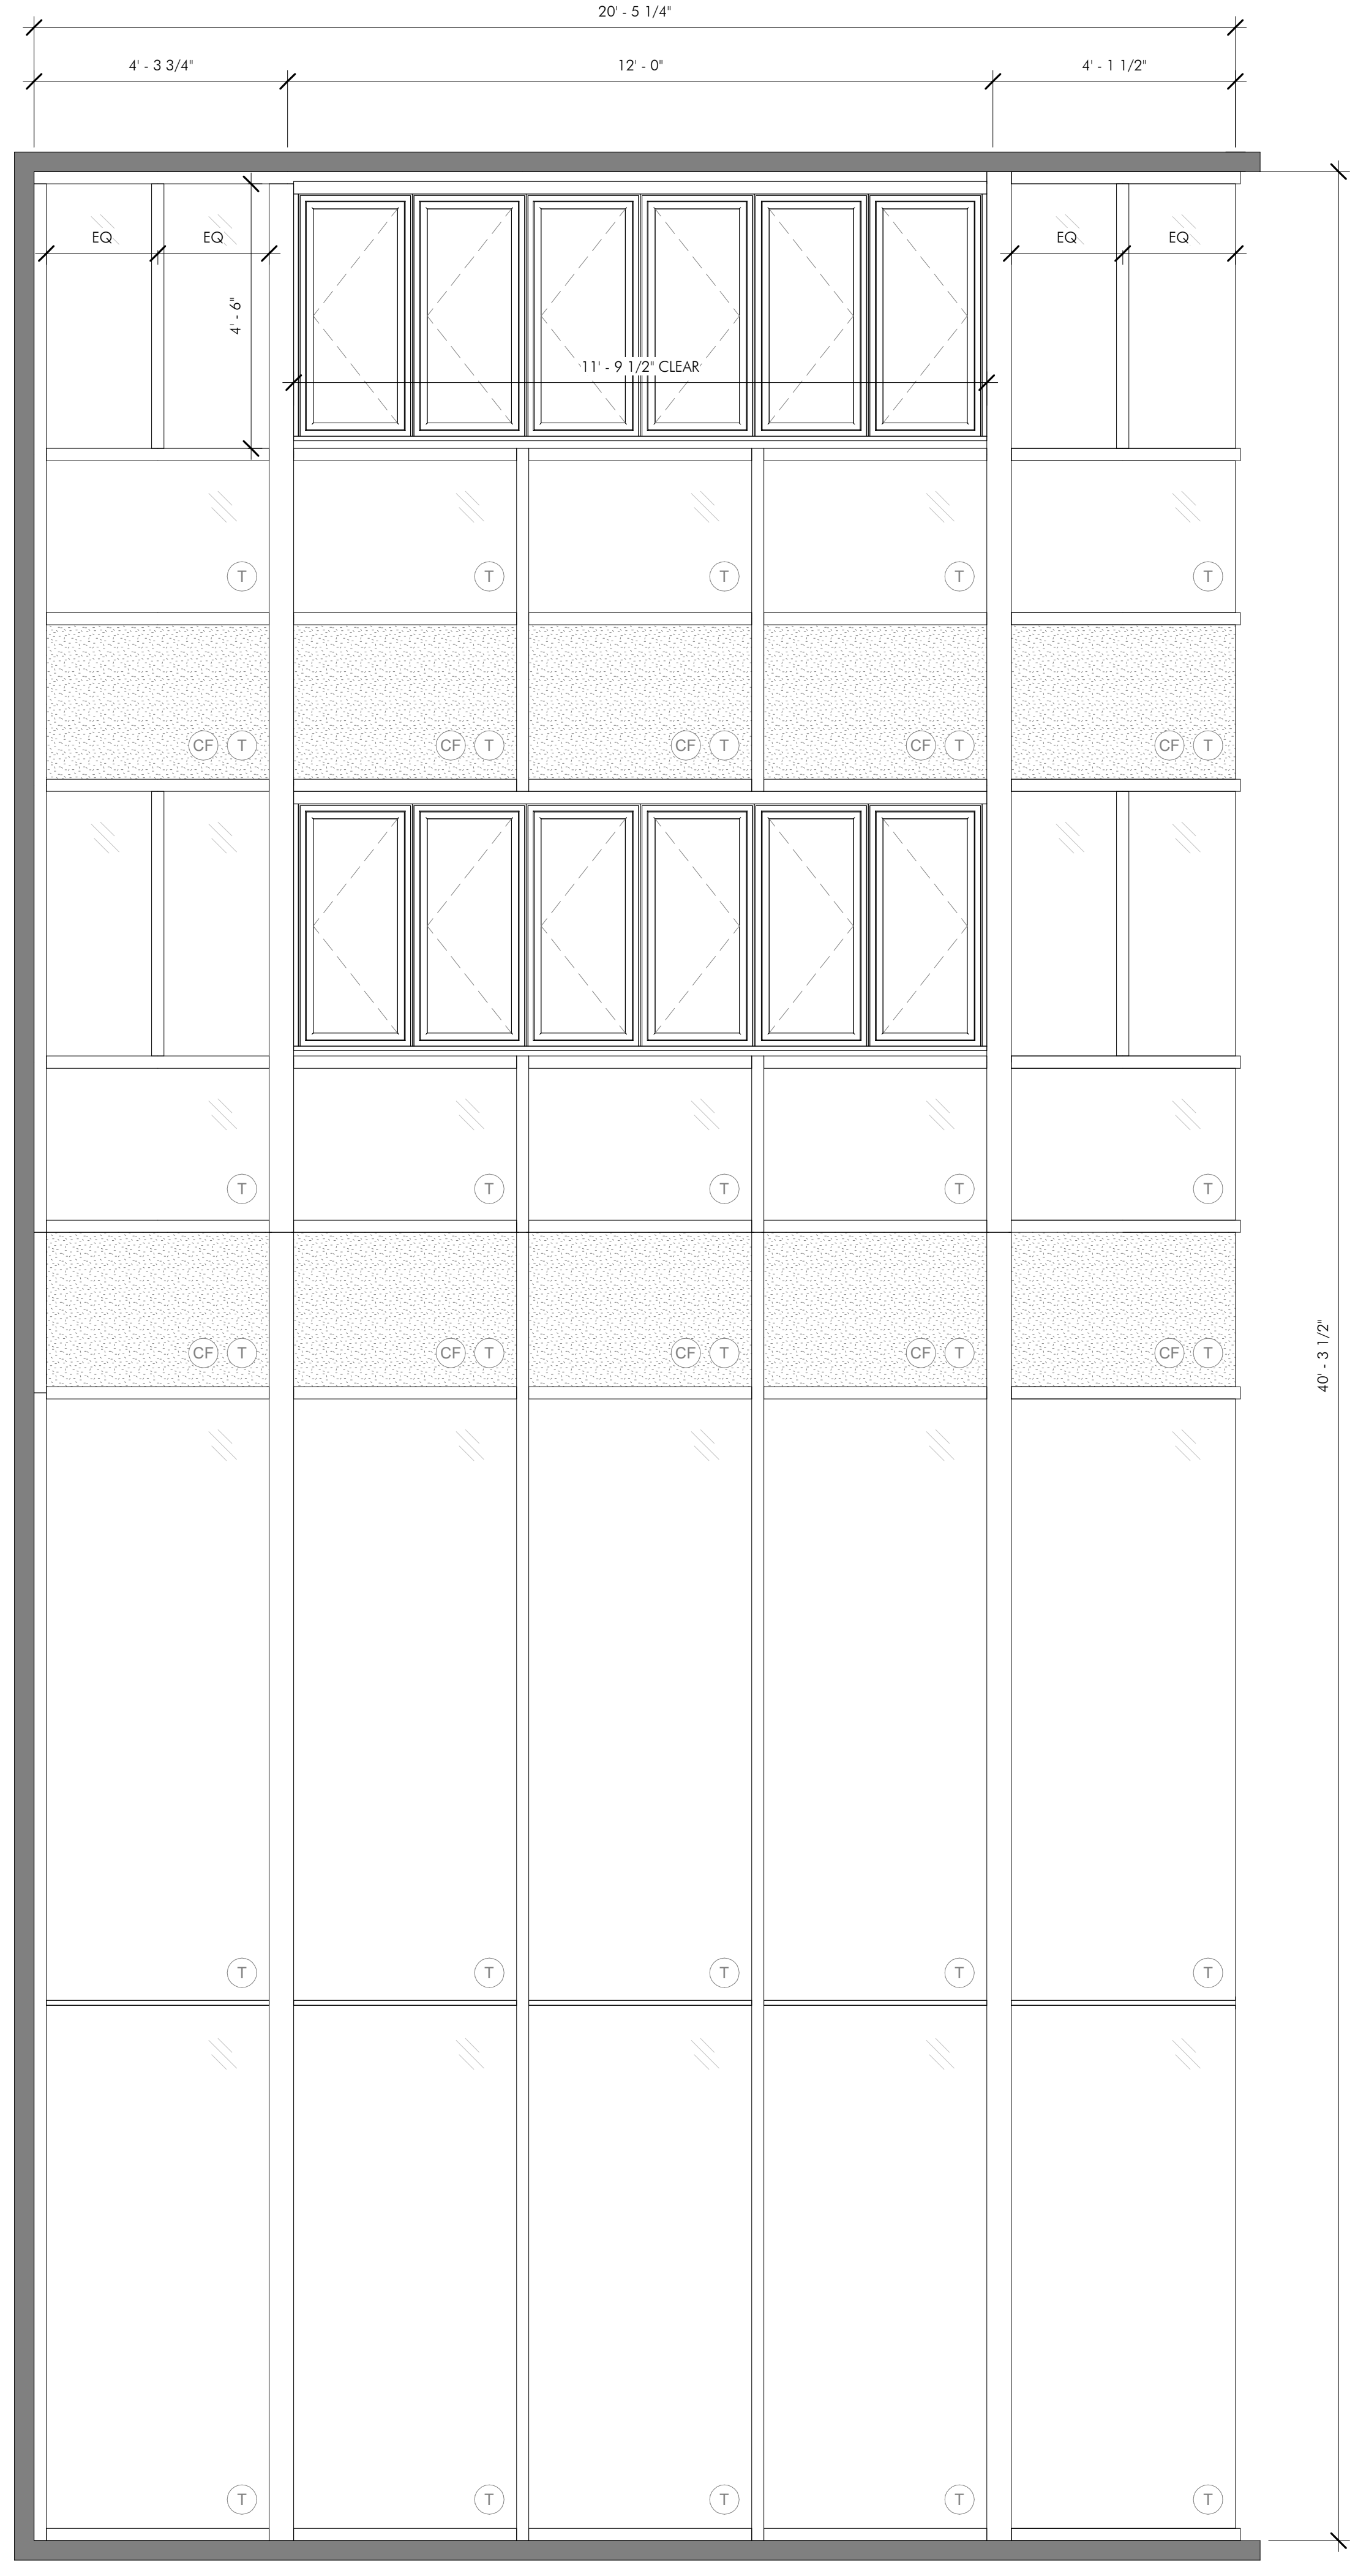 20' - 5 1/4"
4' - 3 3/4"
12' - 0"
4' - 1 1/2"
EQ
EQ
EQ
EQ
4' - 6"
11' - 9 1/2" CLEAR
T
T
T
T
T
CF T
CF T
CF T
CF T
CF T
T
T
T
T
T
40' - 3 1/2"
CF T
CF T
CF T
CF T
CF T
T
T
T
T
T
T
T
T
T
T